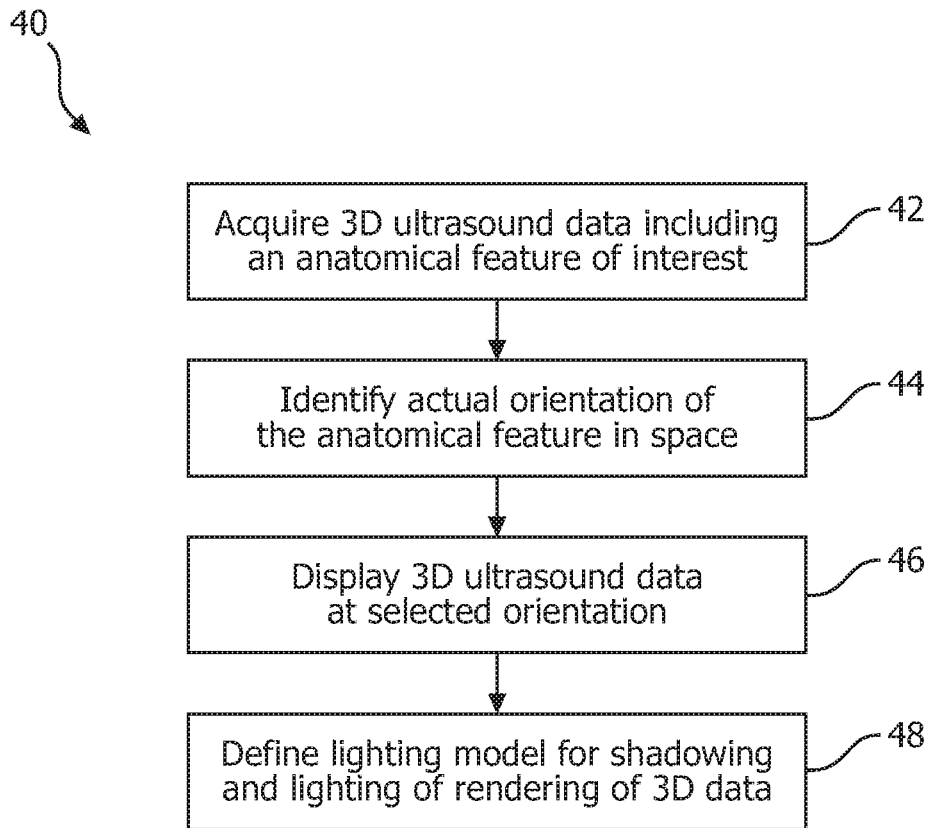 40
Acquire 3D ultrasound data including
an anatomical feature of interest
42
Identify actual orientation of
the anatomical feature in space
44
Display 3D ultrasound data
at selected orientation
46
Define lighting model for shadowing
and lighting of rendering of 3D data
48